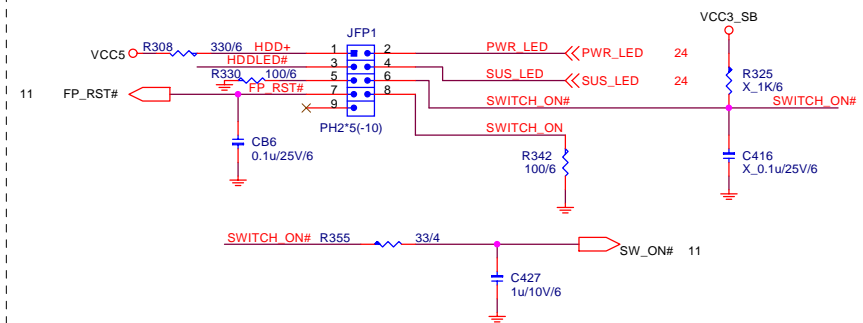 VCC3_SB
JFP1
VCC5 R308 330/6 HDD+ 1 2 PWR_LED PWR_LED 24
HDDLED# 3 4 SUS_LED SUS_LED 24
R330 100/6 5 6 SWITCH_ON# SWITCH_ON#
R325
X_1K/6
11 FP_RST# FP_RST# 7 8 SWITCH_ON
9
PH2*5(-10)
CB6
0.1u/25V/6
R342
100/6
C416
X_0.1u/25V/6
SWITCH_ON# R355 33/4 SW_ON# 11
C427
1u/10V/6